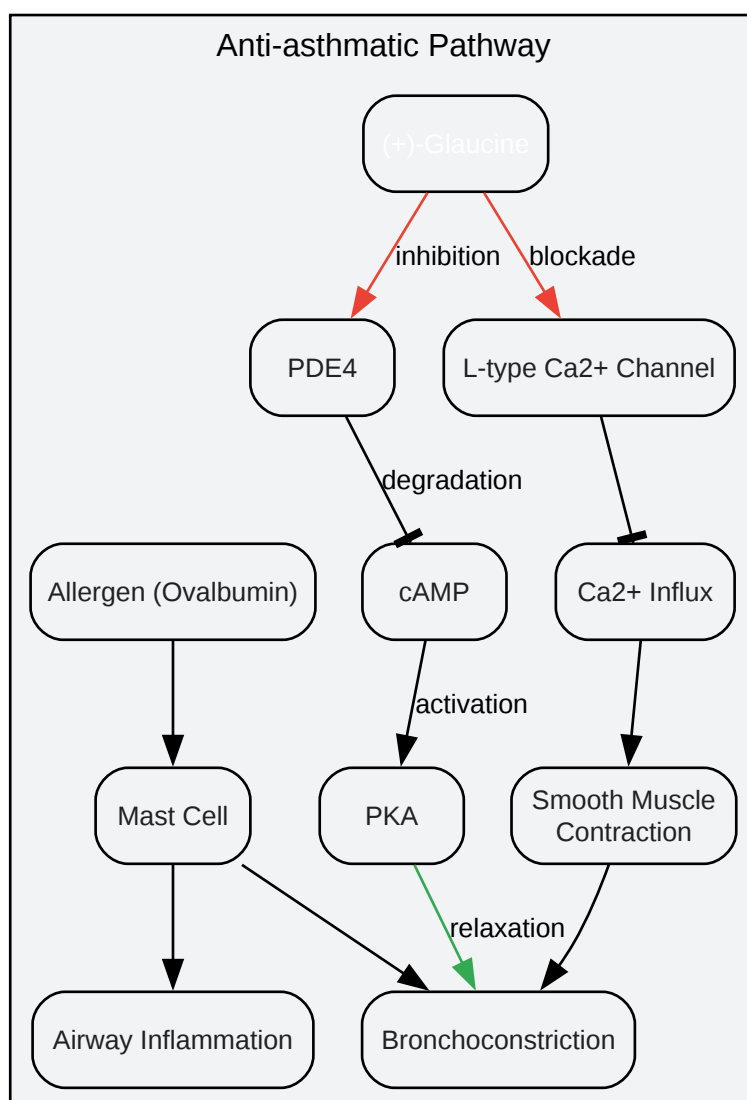 Anti-asthmatic Pathway
(+)-Glaucine
inhibition
blockade
PDE4
L-type Ca2+ Channel
degradation
Allergen (Ovalbumin)
cAMP
Ca2+ Influx
activation
Mast Cell
PKA
Smooth Muscle
Contraction
relaxation
Airway Inflammation
Bronchoconstriction